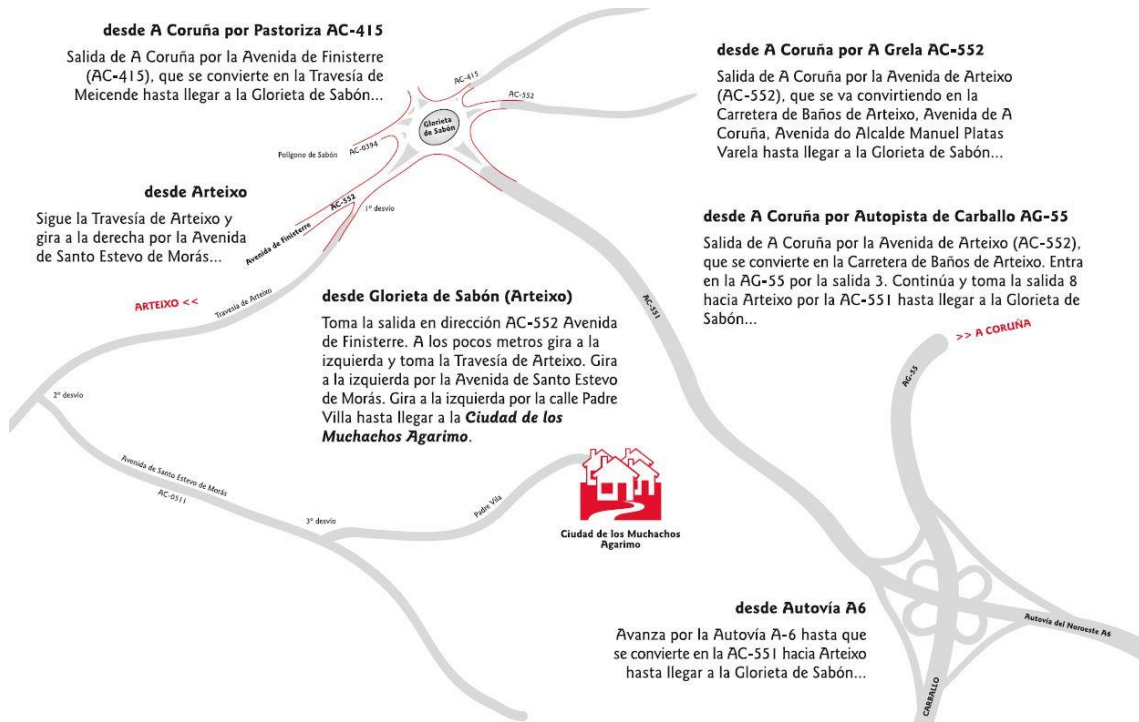 desde A Coruña por Pastoriza AC-415
Salida de A Coruña por la Avenida de Finisterre
(AC-415), que se convierte en la Travesía de
Meicende hasta llegar a la Glorieta de Sabón...
desde A Coruña por A Grela AC-552
Salida de A Coruña por la Avenida de Arteixo
(AC-552), que se va convirtiendo en la
Carretera de Baños de Arteixo, Avenida de A
Coruña, Avenida do Alcalde Manuel Platas
Varela hasta llegar a la Glorieta de Sabón...
AC-415
AC-552
Glorieta
de Sabón
Polígono de Sabón
AC-0394
desde Arteixo
Sigue la Travesía de Arteixo y
gira a la derecha por la Avenida
de Santo Estevo de Morás...
AC-552
1º desvío
Avenida de Finisterre
desde A Coruña por Autopista de Carballo AG-55
Salida de A Coruña por la Avenida de Arteixo (AC-552),
que se convierte en la Carretera de Baños de Arteixo. Entra
en la AG-55 por la salida 3. Continúa y toma la salida 8
hacia Arteixo por la AC-551 hasta llegar a la Glorieta de
Sabón...
ARTEIXO <<
Travesía de Arteixo
desde Glorieta de Sabón (Arteixo)
Toma la salida en dirección AC-552 Avenida
de Finisterre. A los pocos metros gira a la
izquierda y toma la Travesía de Arteixo. Gira
a la izquierda por la Avenida de Santo Estevo
de Morás. Gira a la izquierda por la calle Padre
Villa hasta llegar a la Ciudad de los
Muchachos Agarimo.
AC-551
>> A CORUÑA
AG-55
2º desvío
Avenida de Santo Estevo de Morás
AC-0511
3º desvío
Padre Vila
Ciudad de los Muchachos
Agarimo
desde Autovía A6
Avanza por la Autovía A-6 hasta que
se convierte en la AC-551 hacia Arteixo
hasta llegar a la Glorieta de Sabón...
Autovía del Noroeste A6
CARBALLO